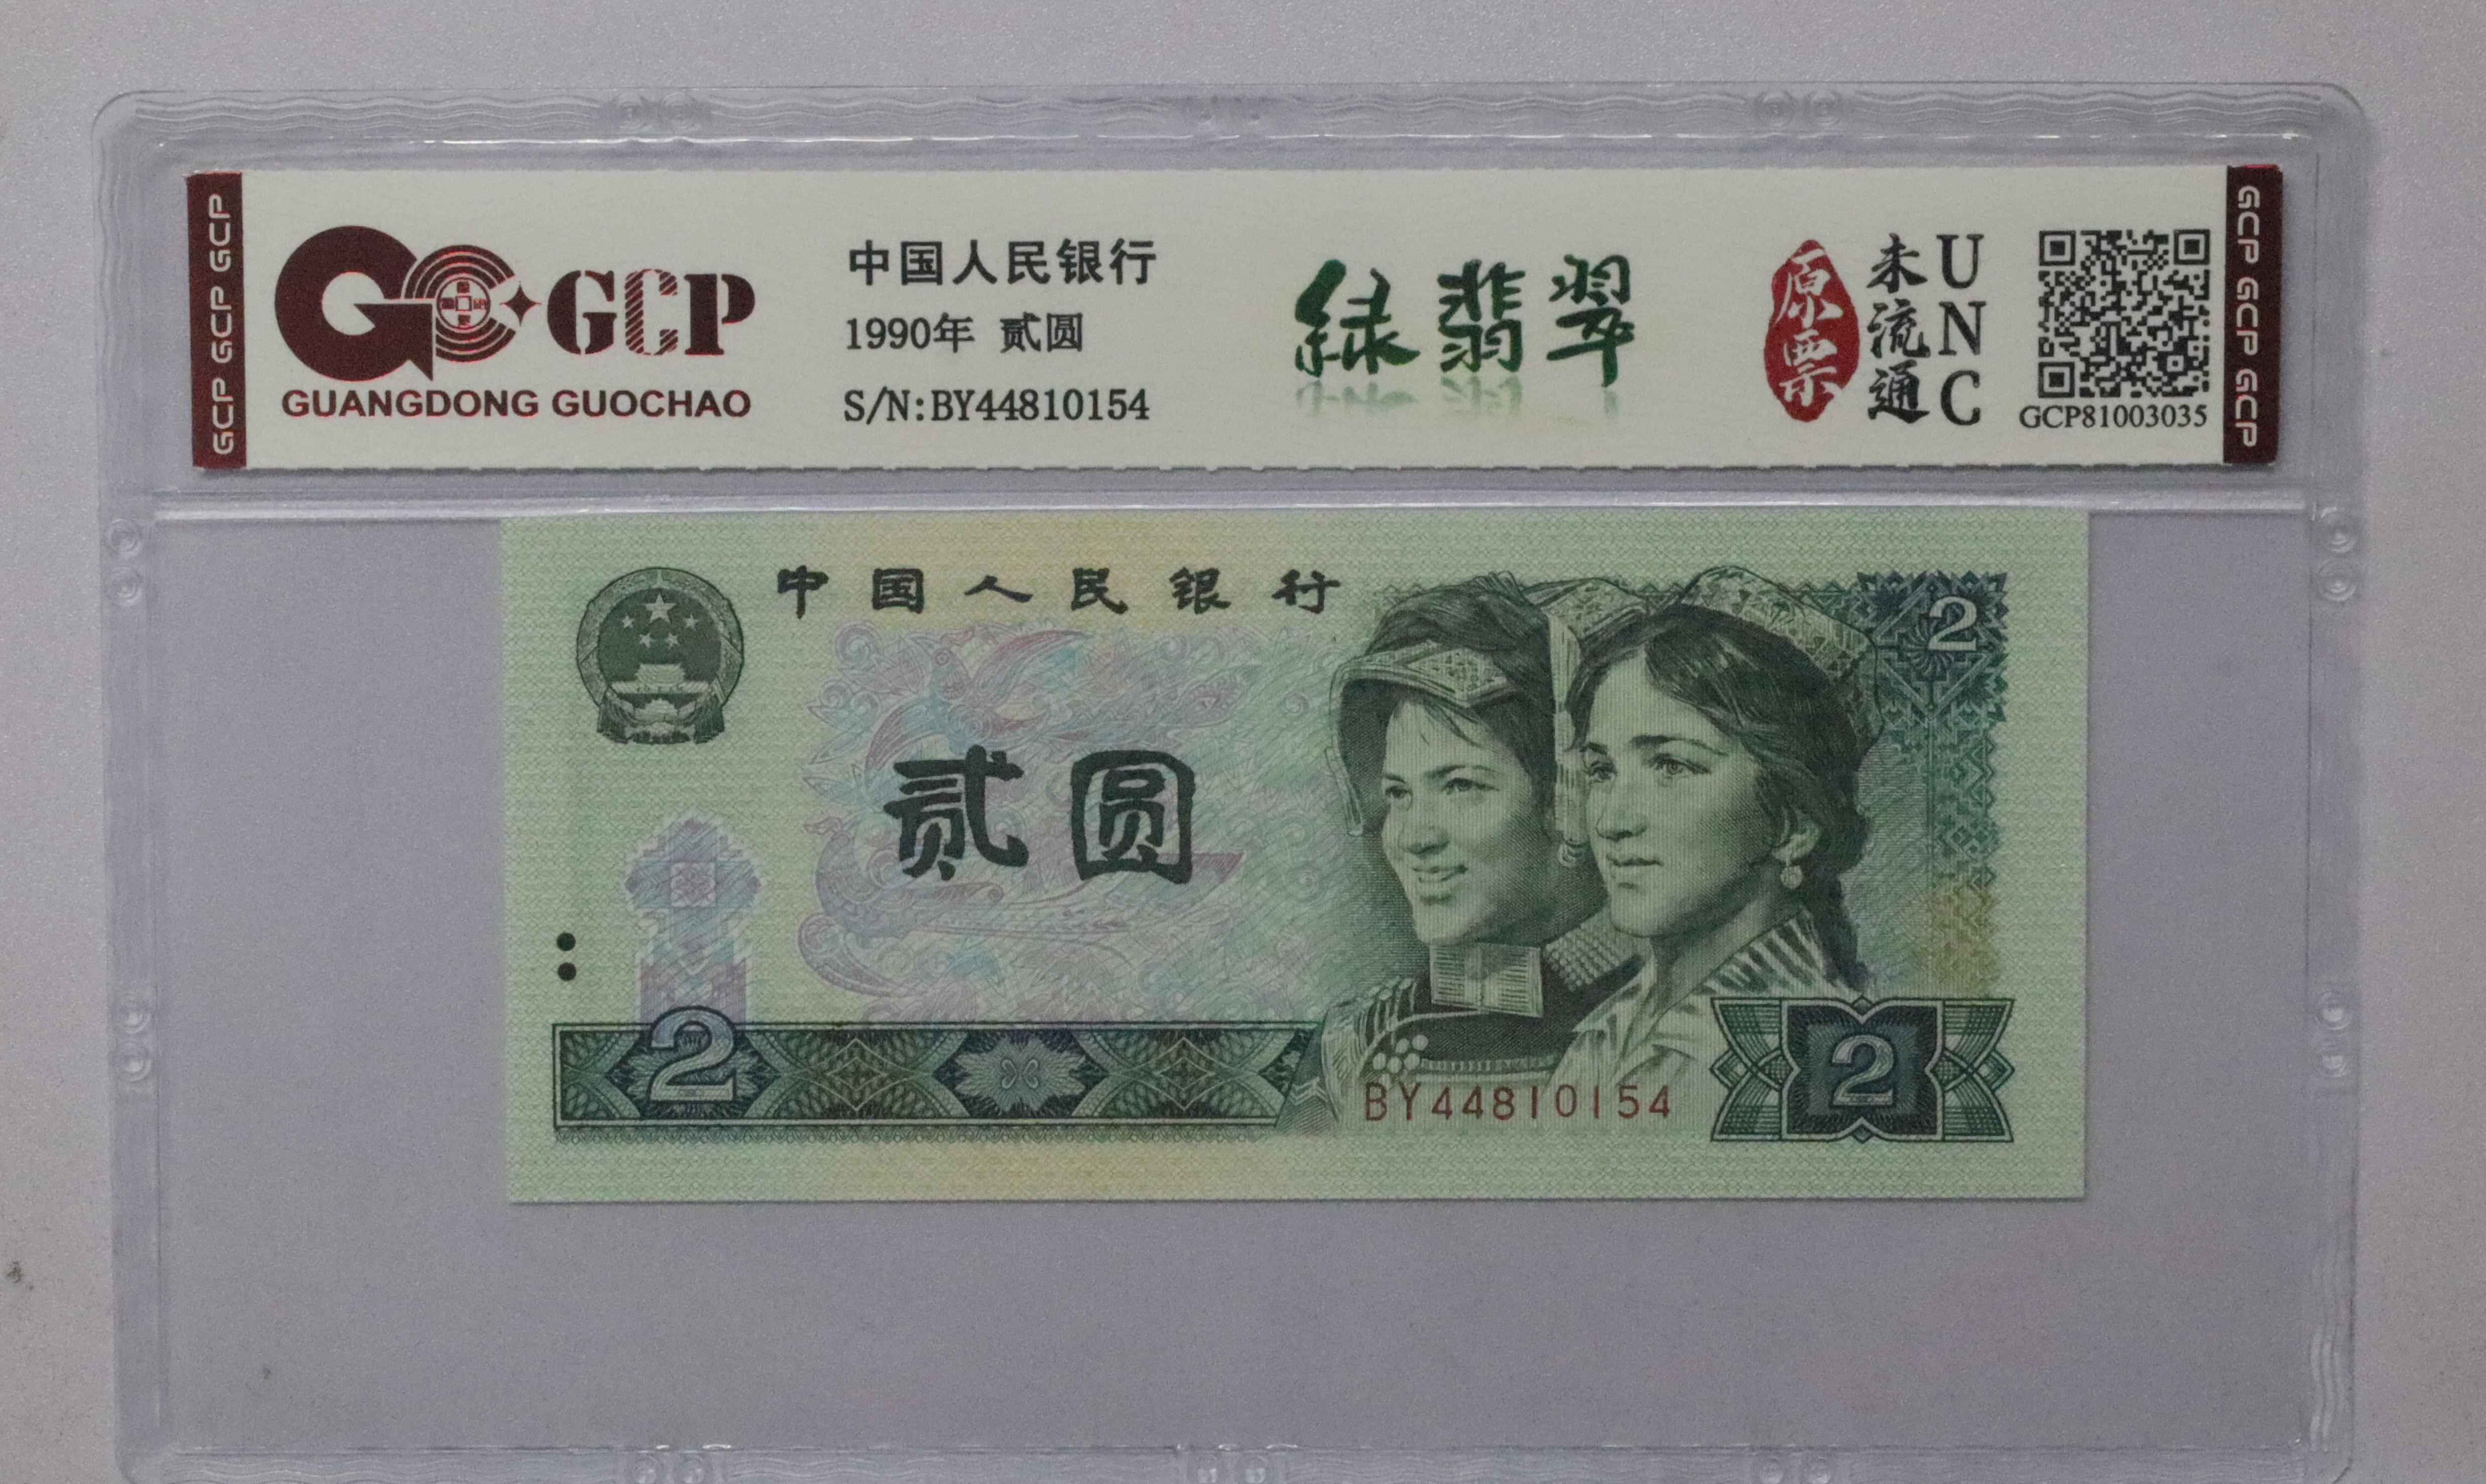 GCP GCP GCP
GCP
GUANGDONG GUOCHAO
中国人民银行
1990年 贰圆
S/N:BY44810154
绿翡翠
原票
未流通
UNC
GCP81003035
GCP GCP GCP
中国人民银行
贰圆
2
2
BY44810154
2